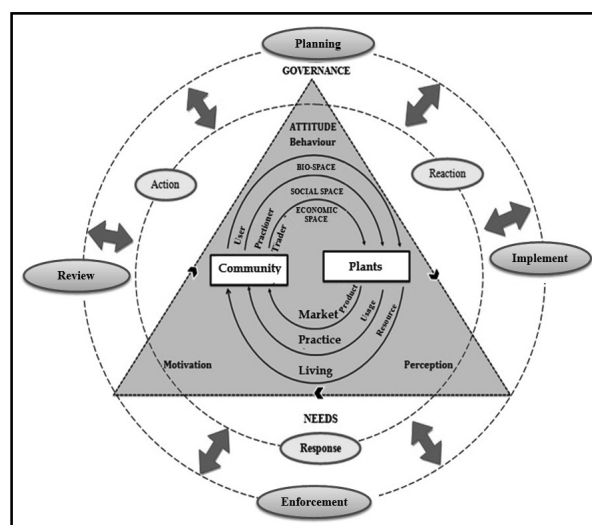 Planning
GOVERNANCE
ATTITUDE
Behaviour
BIO-SPACE
Action
Reaction
SOCIAL SPACE
ECONOMIC
SPACE
User
Practioner
Trader
Community
Plants
Review
Implement
Product
Usage
Resource
Market
Practice
Living
Motivation
Perception
NEEDS
Response
Enforcement